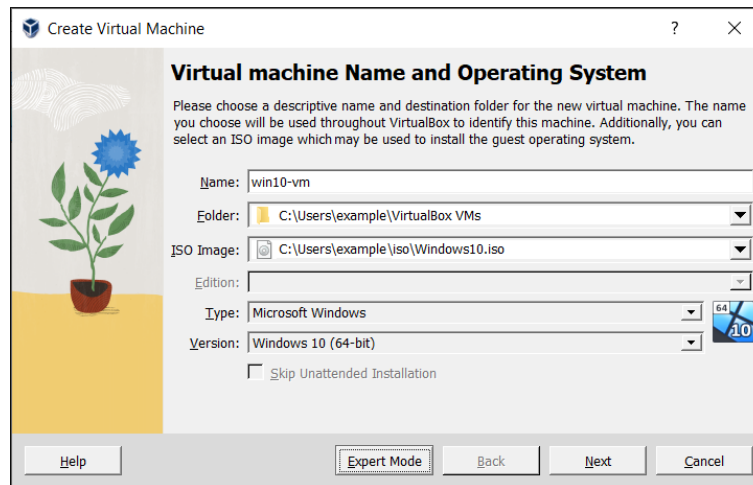 Create Virtual Machine
?
Virtual machine Name and Operating System
Please choose a descriptive name and destination folder for the new virtual machine. The name
you choose will be used throughout VirtualBox to identify this machine. Additionally, you can
select an ISO image which may be used to install the guest operating system.
Name: win10-vm
Folder: C:\Users\example\VirtualBox VMs
ISO Image: C:\Users\example\iso\Windows10.iso
Edition:
Type: Microsoft Windows
64
10
Version: Windows 10 (64-bit)
Skip Unattended Installation
Help Expert Mode Back Next Cancel